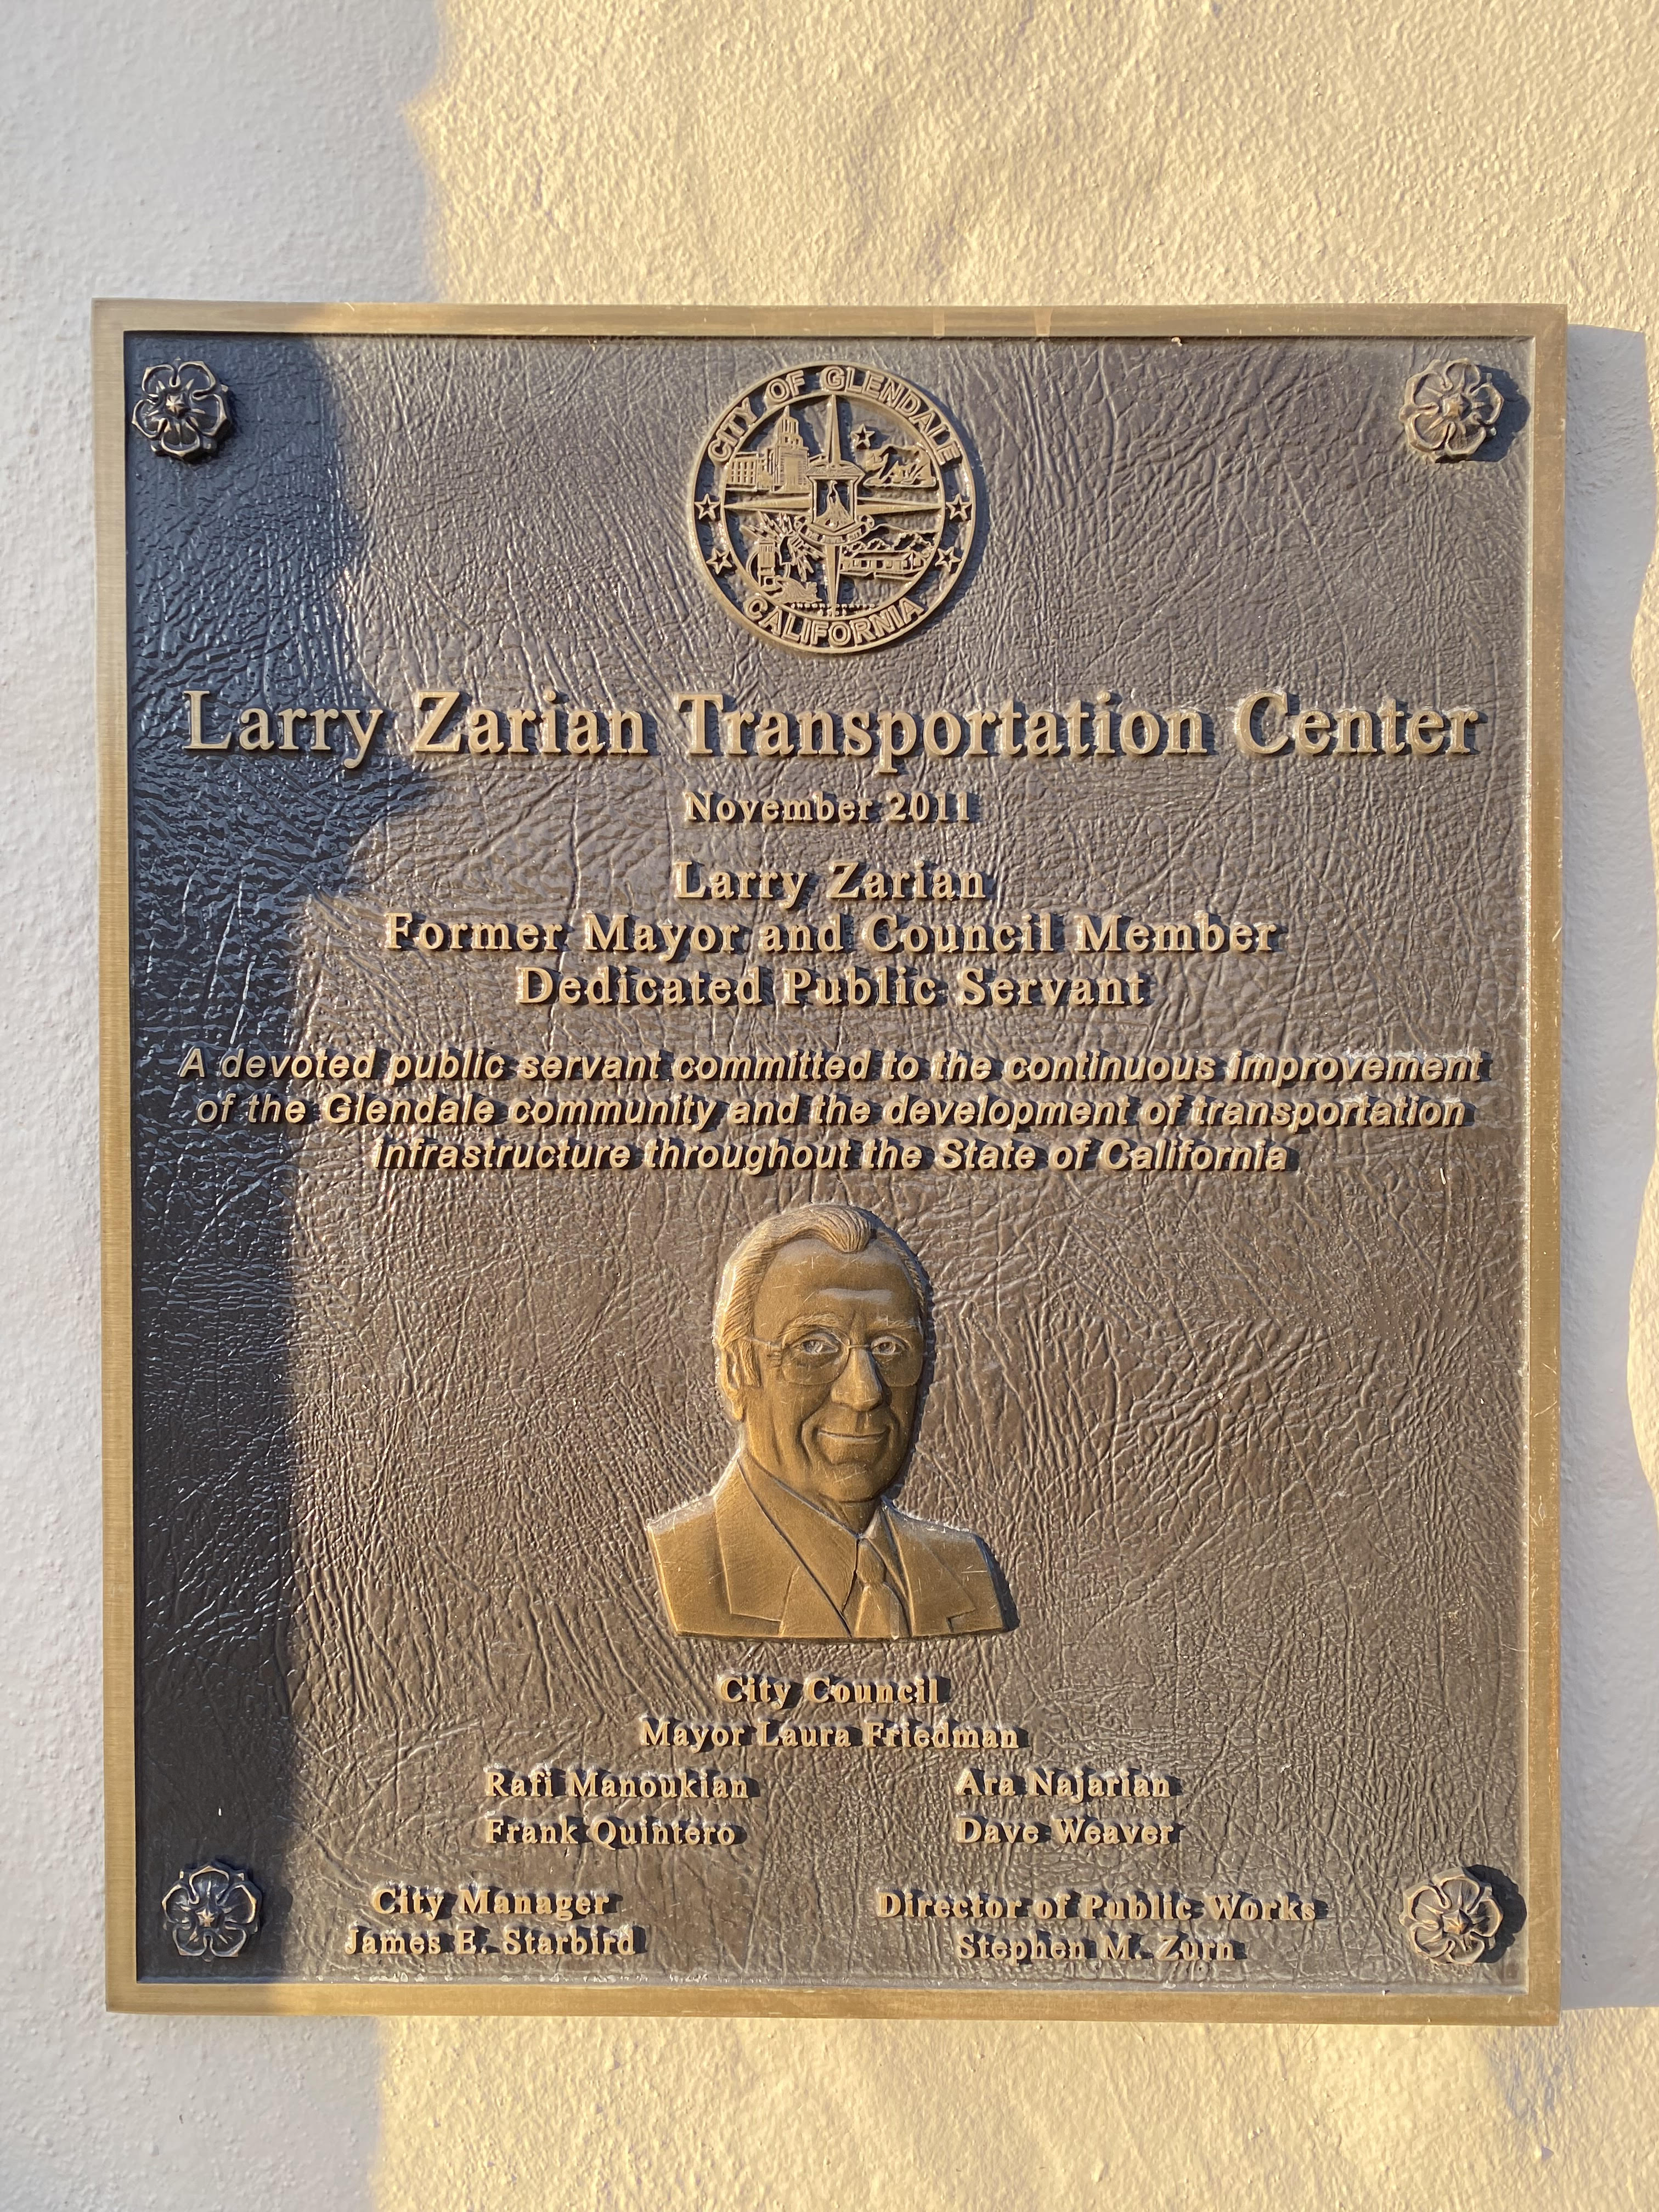 CITY OF GLENDALE
CALIFORNIA
Larry Zarian Transportation Center
November 2011
Larry Zarian
Former Mayor and Council Member
Dedicated Public Servant
A devoted public servant committed to the continuous improvement
of the Glendale community and the development of transportation
infrastructure throughout the State of California
City Council
Mayor Laura Friedman
Rafi Manoukian
Ara Najarian
Frank Quintero
Dave Weaver
City Manager
Director of Public Works
James E. Starbird
Stephen M. Zurn